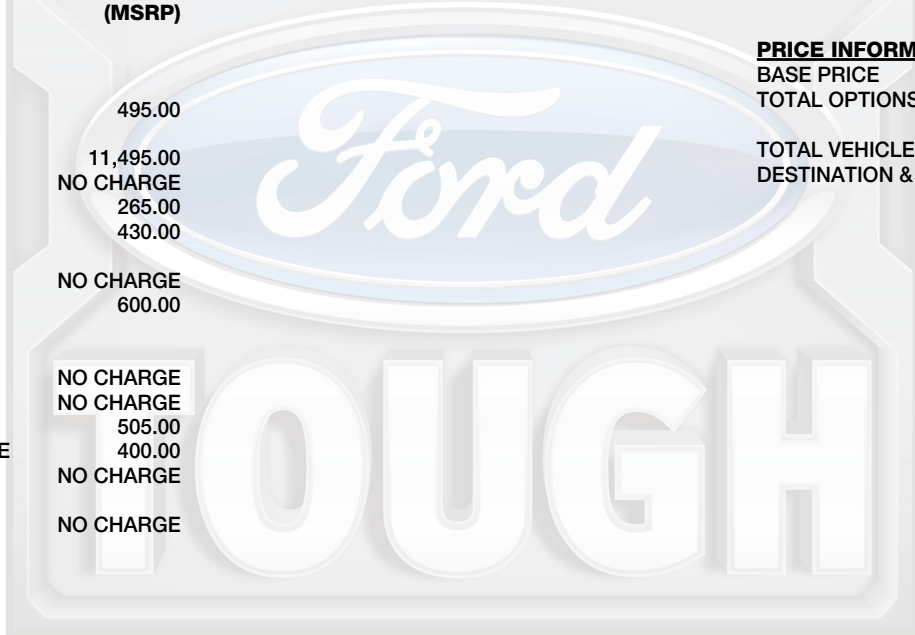 (MSRP)
495.00
11,495.00
NO CHARGE
265.00
430.00
NO CHARGE
600.00
NO CHARGE
NO CHARGE
505.00
E 400.00
NO CHARGE
NO CHARGE
PRICE INFORM
BASE PRICE
TOTAL OPTIONS
TOTAL VEHICLE
DESTINATION &
Ford
TOUGH